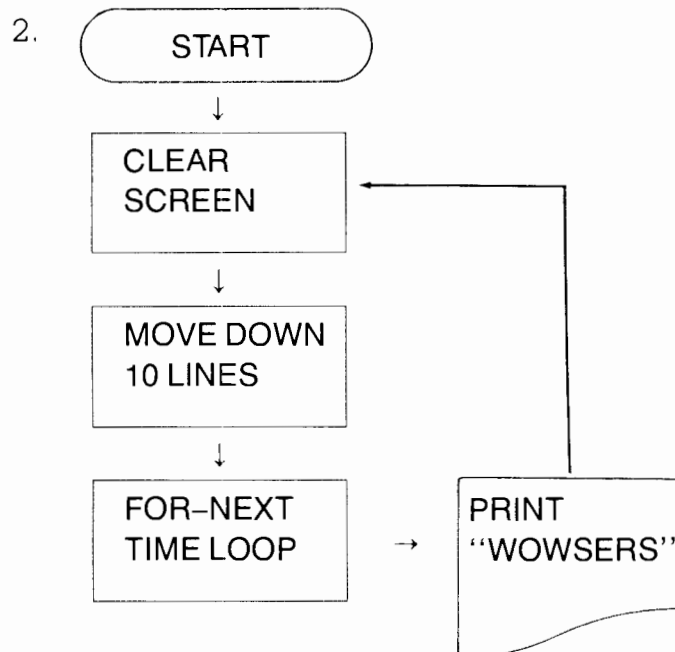 2.
START
CLEAR
SCREEN
MOVE DOWN
10 LINES
FOR–NEXT
TIME LOOP
PRINT
‘‘WOWSERS’’